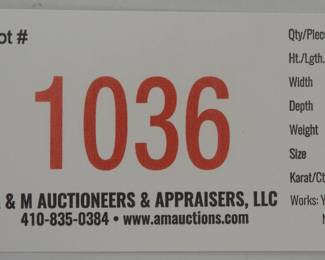 ot #
1036
& M AUCTIONEERS & APPRAISERS, LLC
410-835-0384 • www.amauctions.com
Qty/Piec
Ht./Lgth.
Width
Depth
Weight
Size
Karat/Ct
Works: Y